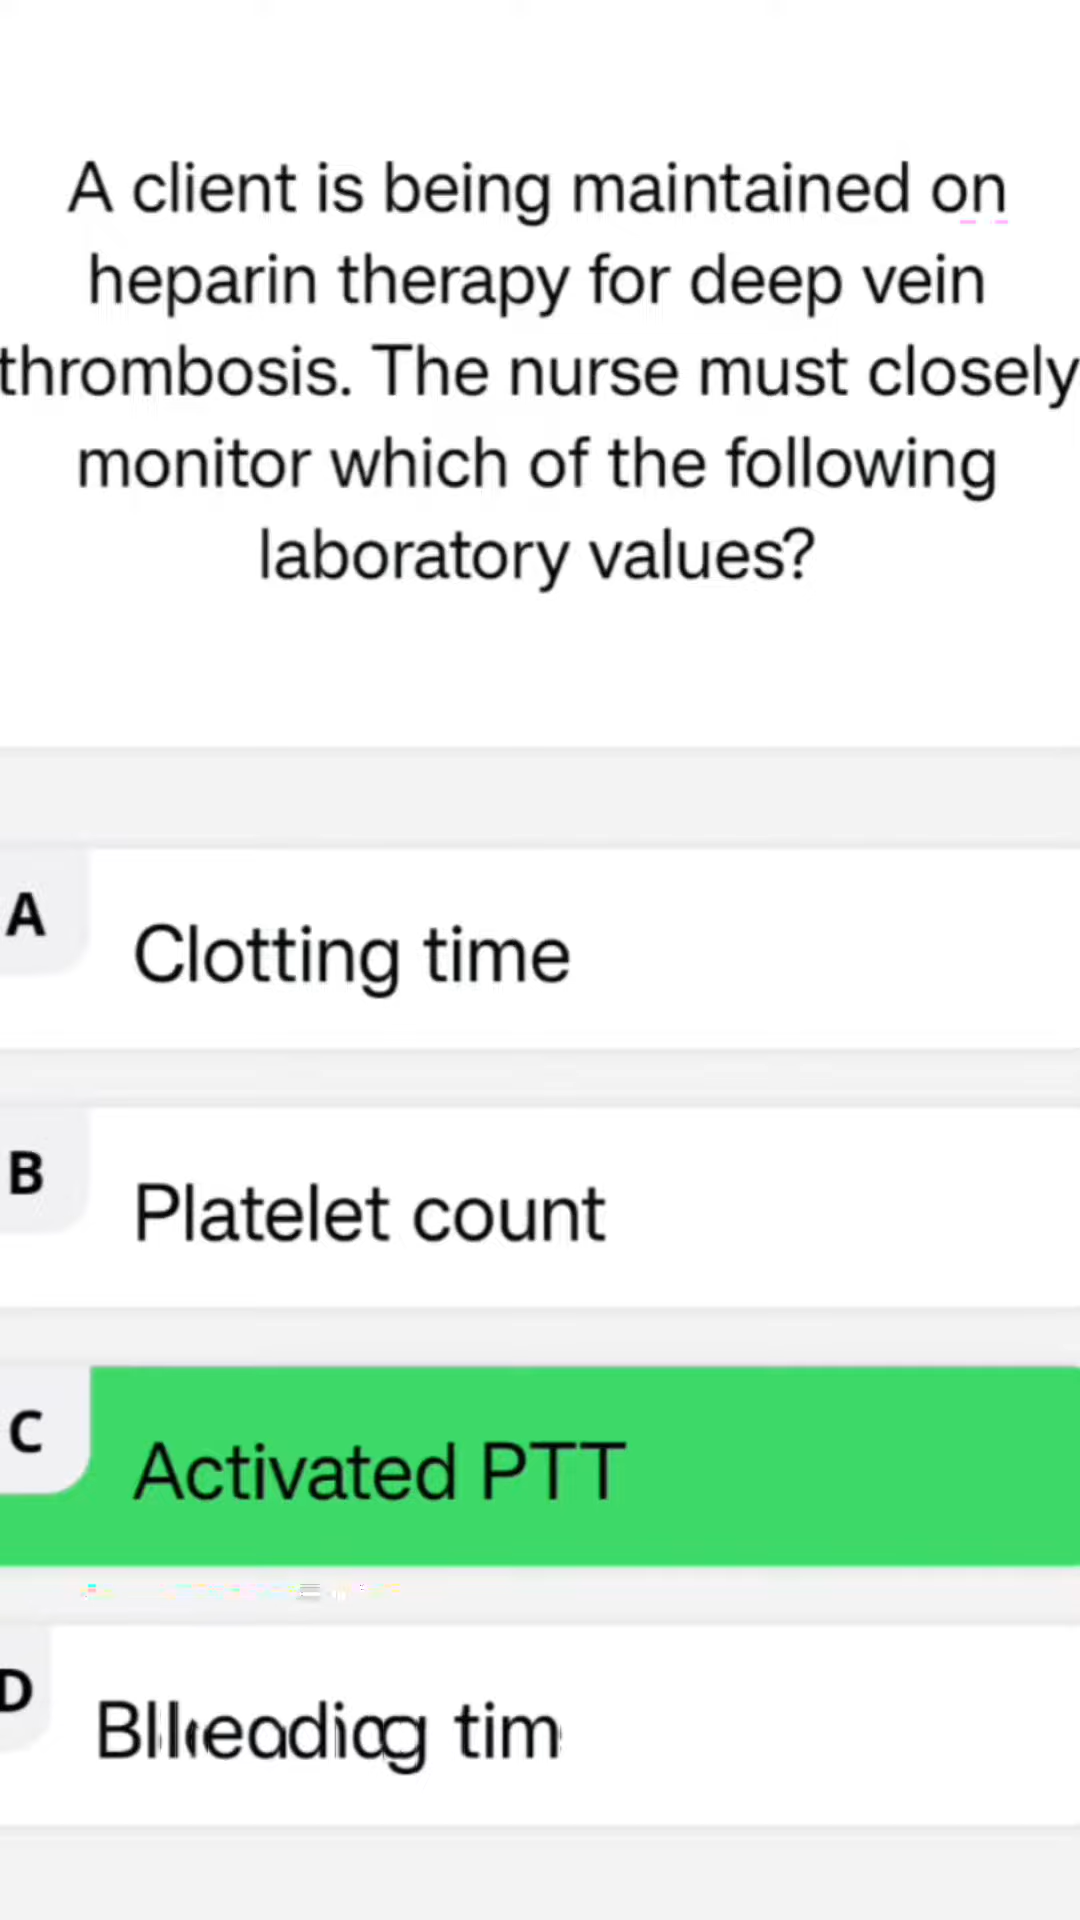 A client is being maintained on
heparin therapy for deep vein
thrombosis. The nurse must closely
monitor which of the following
laboratory values?
A
Clotting time
B
Platelet count
C
Activated PTT
D